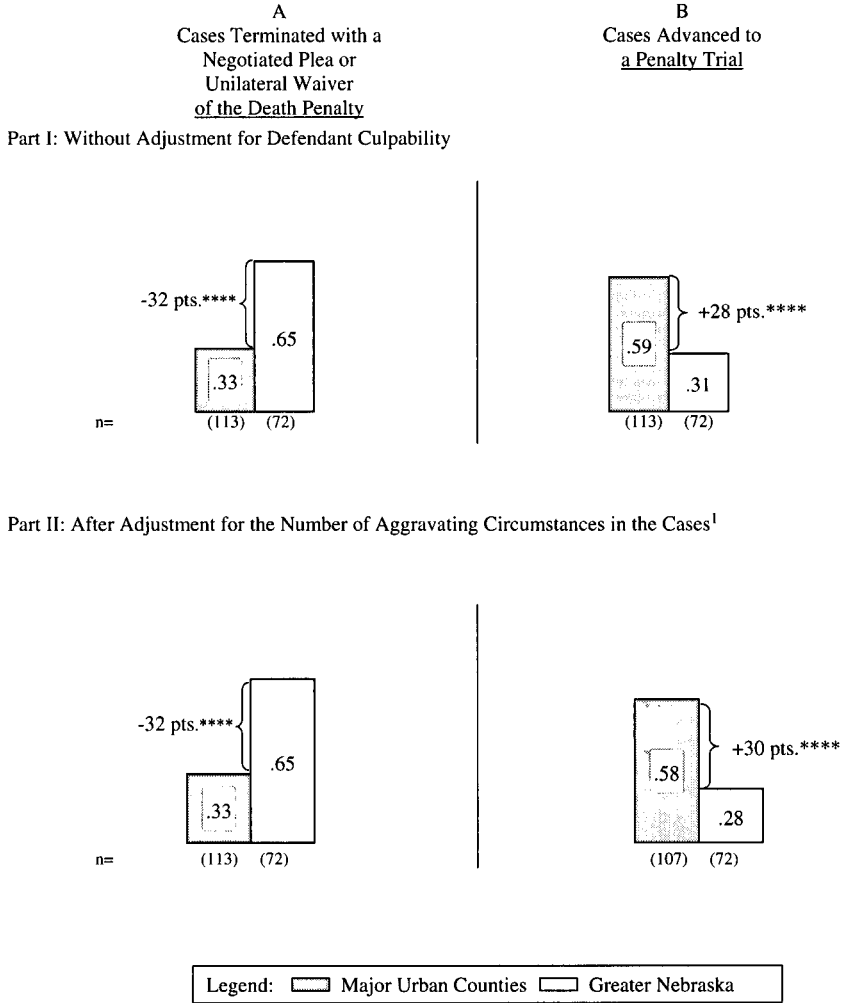 A
Cases Terminated with a
Negotiated Plea or
Unilateral Waiver
of the Death Penalty
B
Cases Advanced to
a Penalty Trial
Part I: Without Adjustment for Defendant Culpability
-32 pts.****
.33
.65
+28 pts.****
.59
.31
n=
(113) (72)
(113) (72)
Part II: After Adjustment for the Number of Aggravating Circumstances in the Cases¹
-32 pts.****
.33
.65
+30 pts.****
.58
.28
n=
(113) (72)
(107) (72)
Legend: Major Urban Counties Greater Nebraska